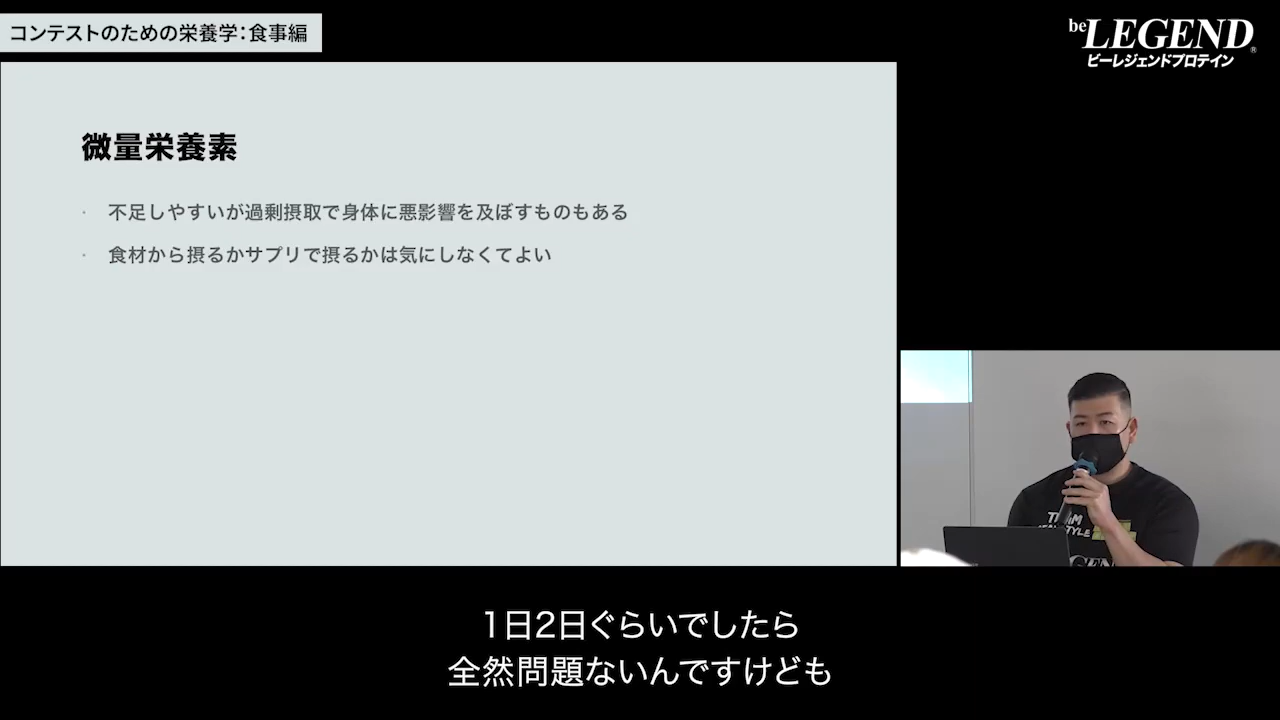 コンテストのための栄養学:食事編
be LEGEND®
ビーレジェンドプロテイン
微量栄養素
· 不足しやすいが過剰摂取で身体に悪影響を及ぼすものもある
· 食材から摂るかサプリで摂るかは気にしなくてよい
1日2日ぐらいでしたら
全然問題ないんですけども